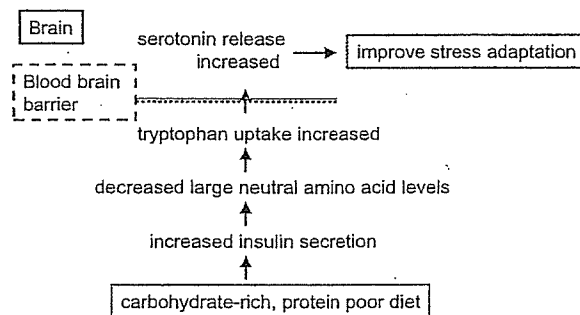 Brain
serotonin release
increased
improve stress adaptation
Blood brain
barrier
tryptophan uptake increased
decreased large neutral amino acid levels
increased insulin secretion
carbohydrate-rich, protein poor diet